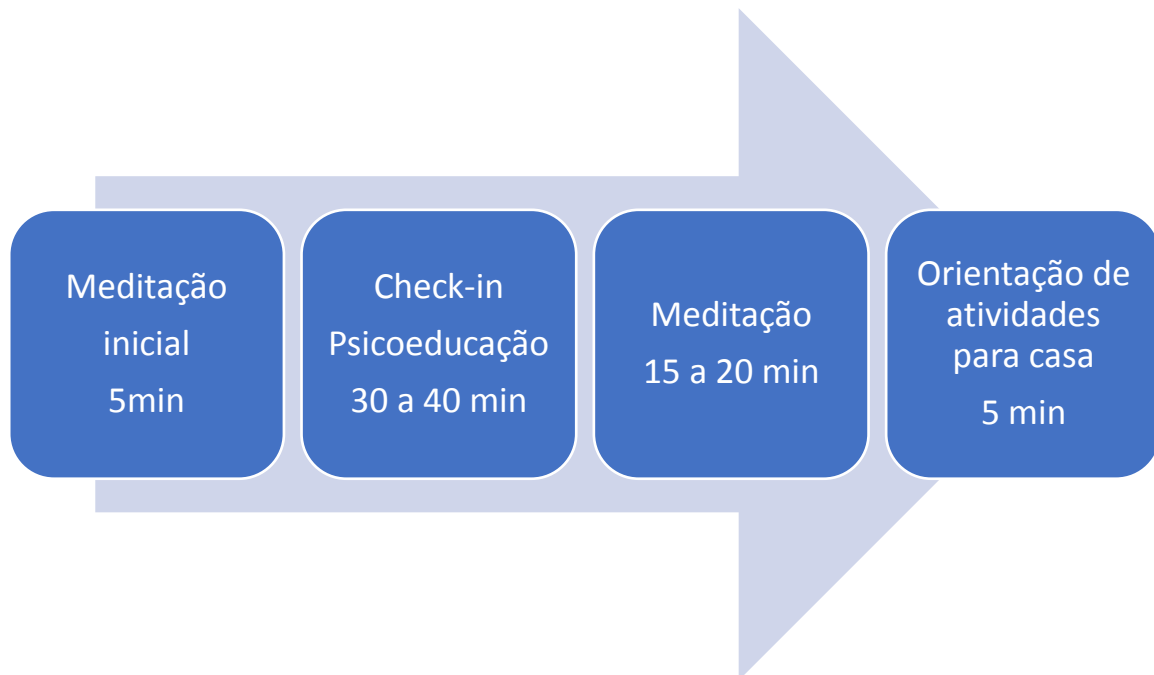 Meditação
inicial
5min
Check-in
Psicoeducação
30 a 40 min
Meditação
15 a 20 min
Orientação de
atividades
para casa
5 min